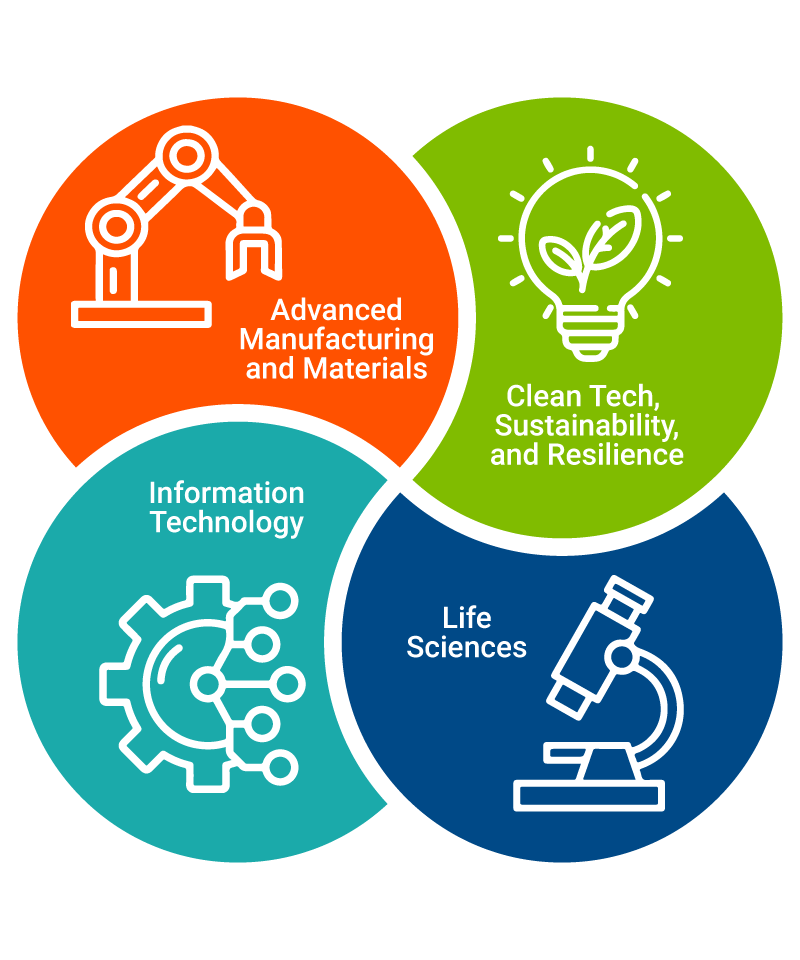 Advanced
Manufacturing
and Materials
Clean Tech,
Sustainability,
and Resilience
Information
Technology
Life
Sciences